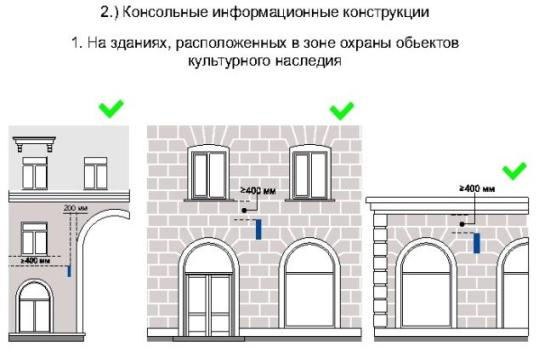 2.) Консольные информационные конструкции
1. На зданиях, расположенных в зоне охраны обьектов
культурного наследия
200 мм
≥400 мм
≥400 мм
≥400 мм